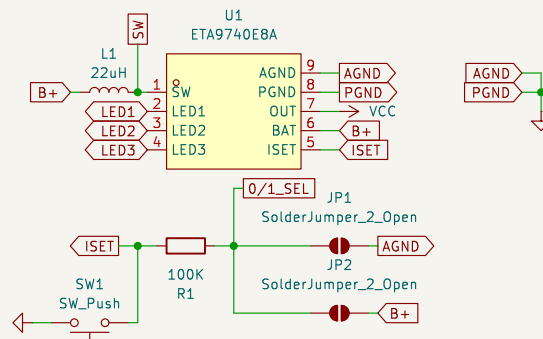 U1
ETA9740E8A
SW
L1
22uH
B+
1 SW
2 LED1
3 LED2
4 LED3
LED1
LED2
LED3
AGND 9
PGND 8
OUT 7
BAT 6
ISET 5
AGND
PGND
VCC
B+
ISET
AGND
PGND
0/1_SEL
JP1
SolderJumper_2_Open
ISET
AGND
100K
R1
JP2
SolderJumper_2_Open
SW1
SW_Push
B+